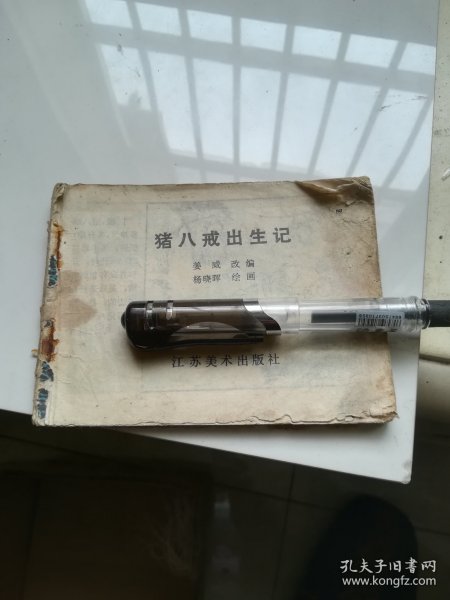 猪八戒出生记
姜威 改编
杨晓晖 绘画
江苏美术出版社
孔夫子旧书网
www.kongfz.com